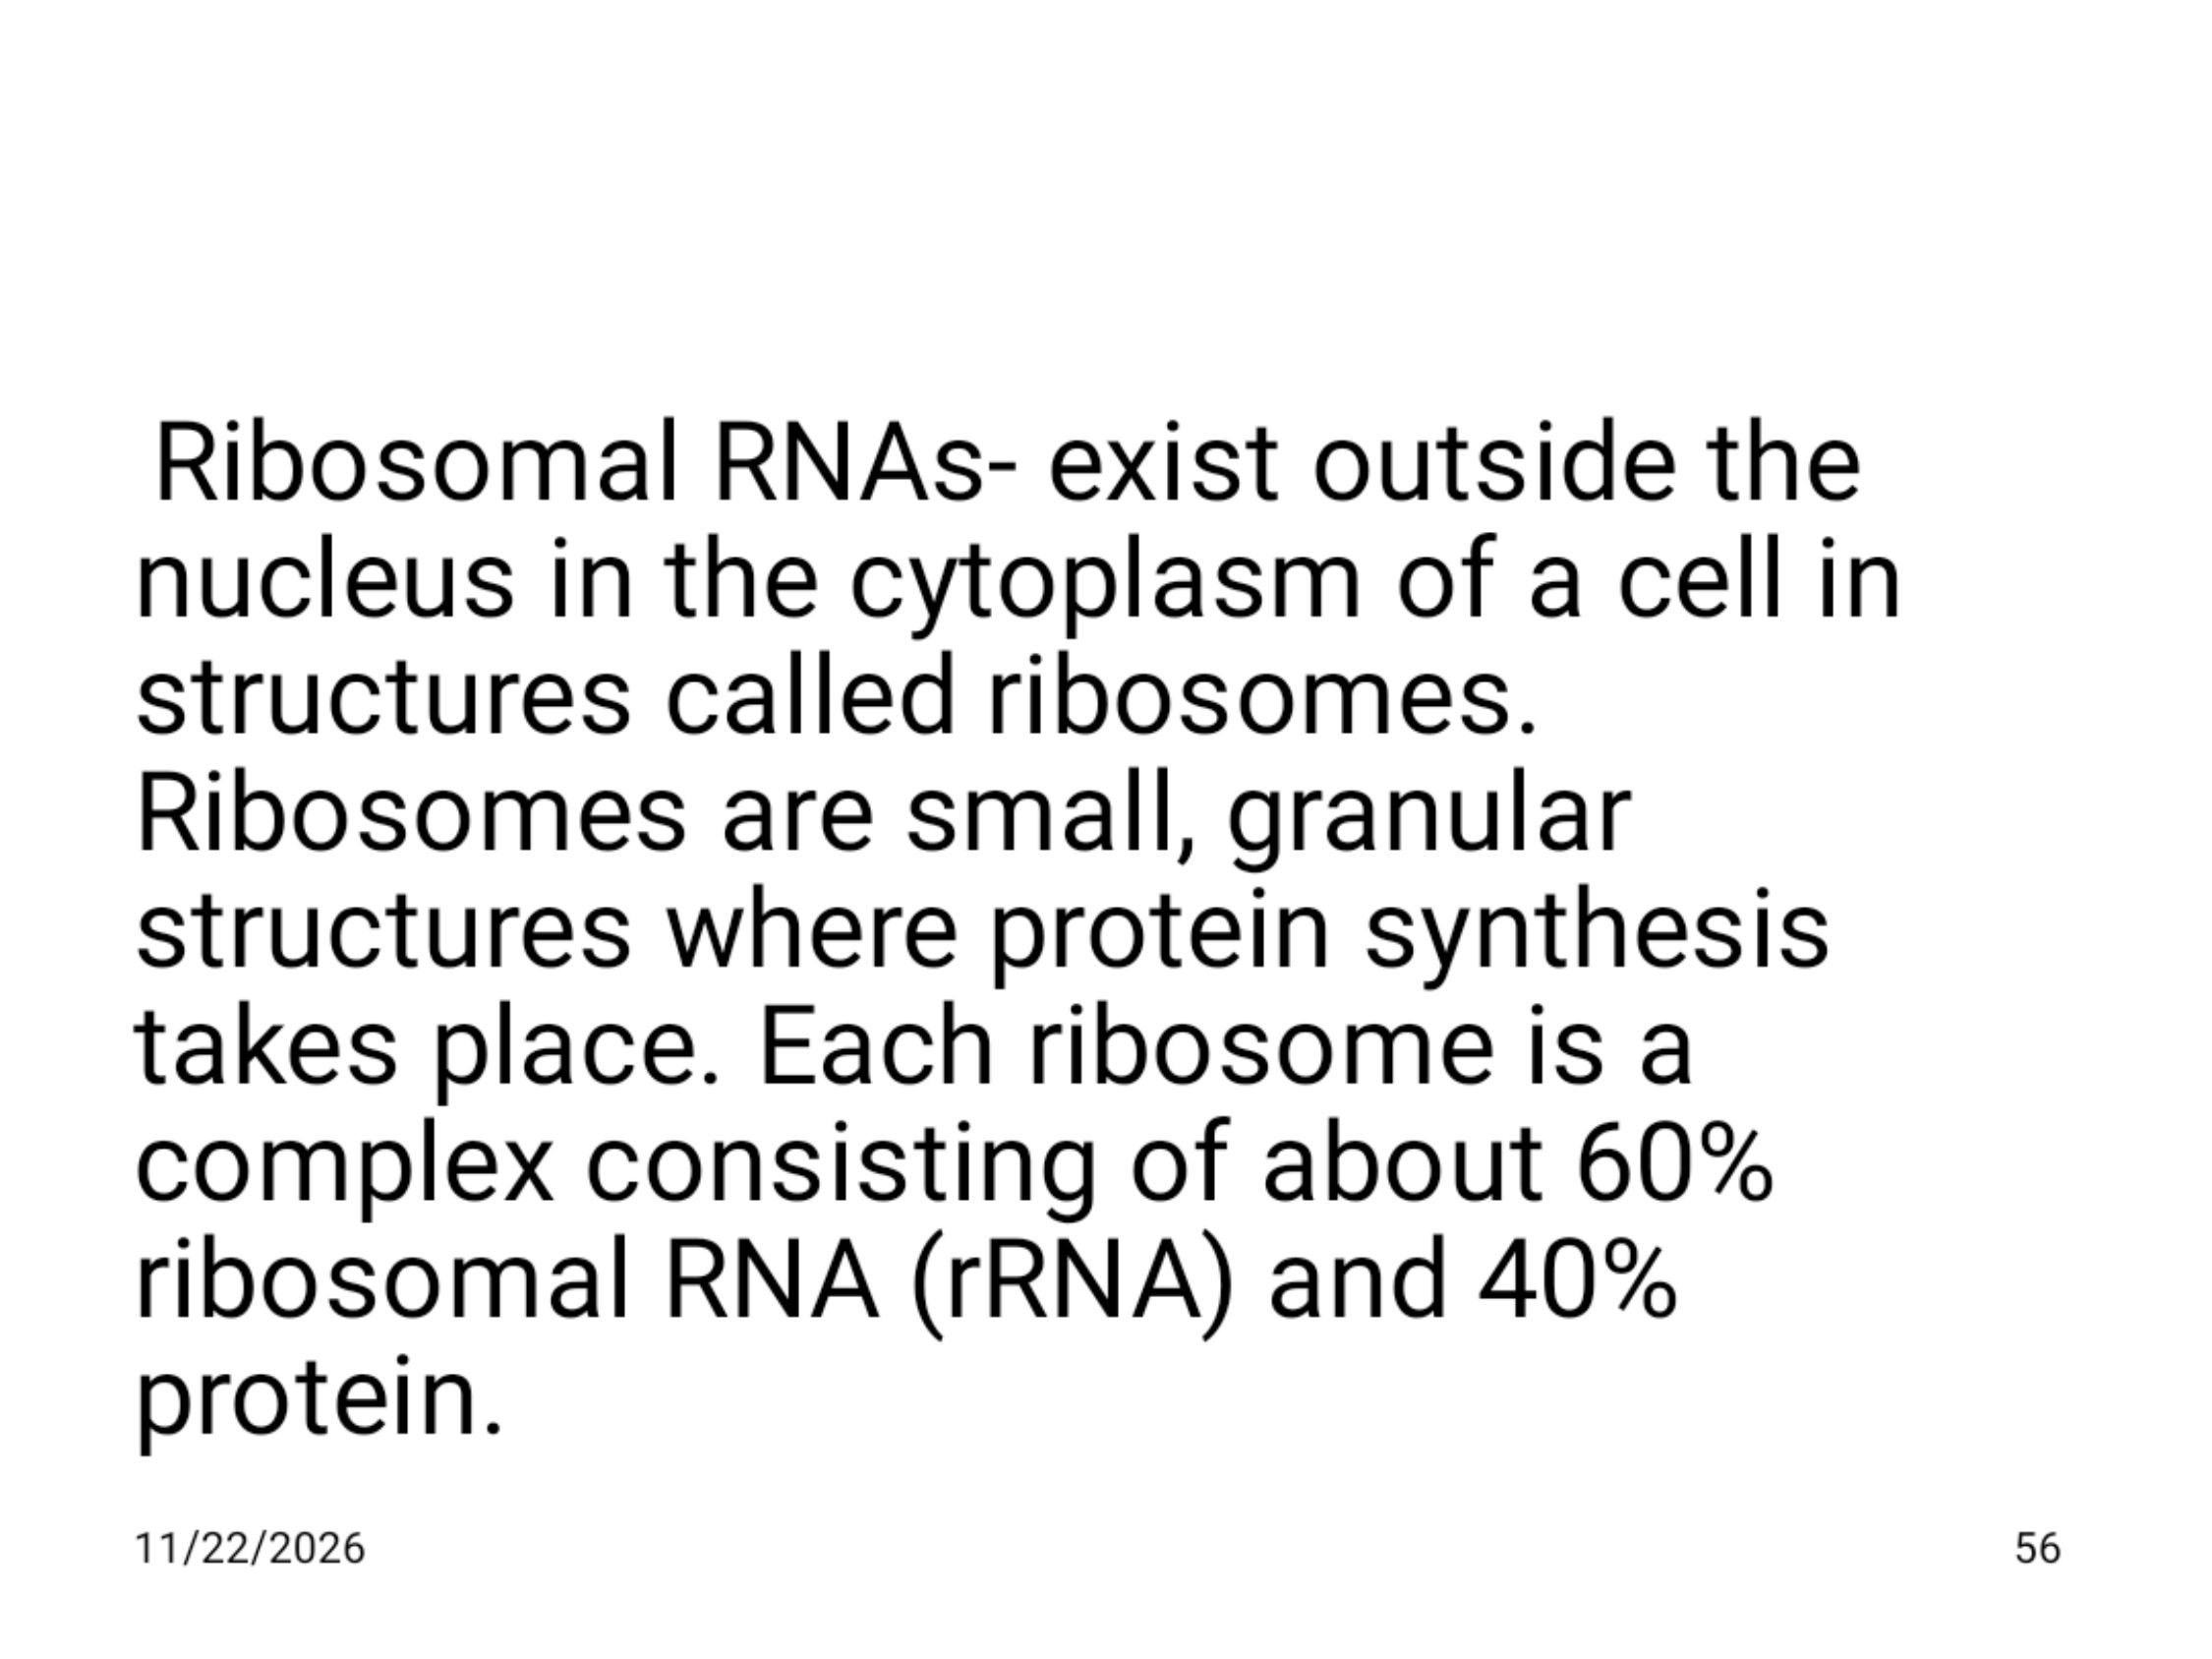 Ribosomal RNAs- exist outside the
nucleus in the cytoplasm of a cell in
structures called ribosomes.
Ribosomes are small, granular
structures where protein synthesis
takes place. Each ribosome is a
complex consisting of about 60%
ribosomal RNA (rRNA) and 40%
protein.
11/22/2026
56